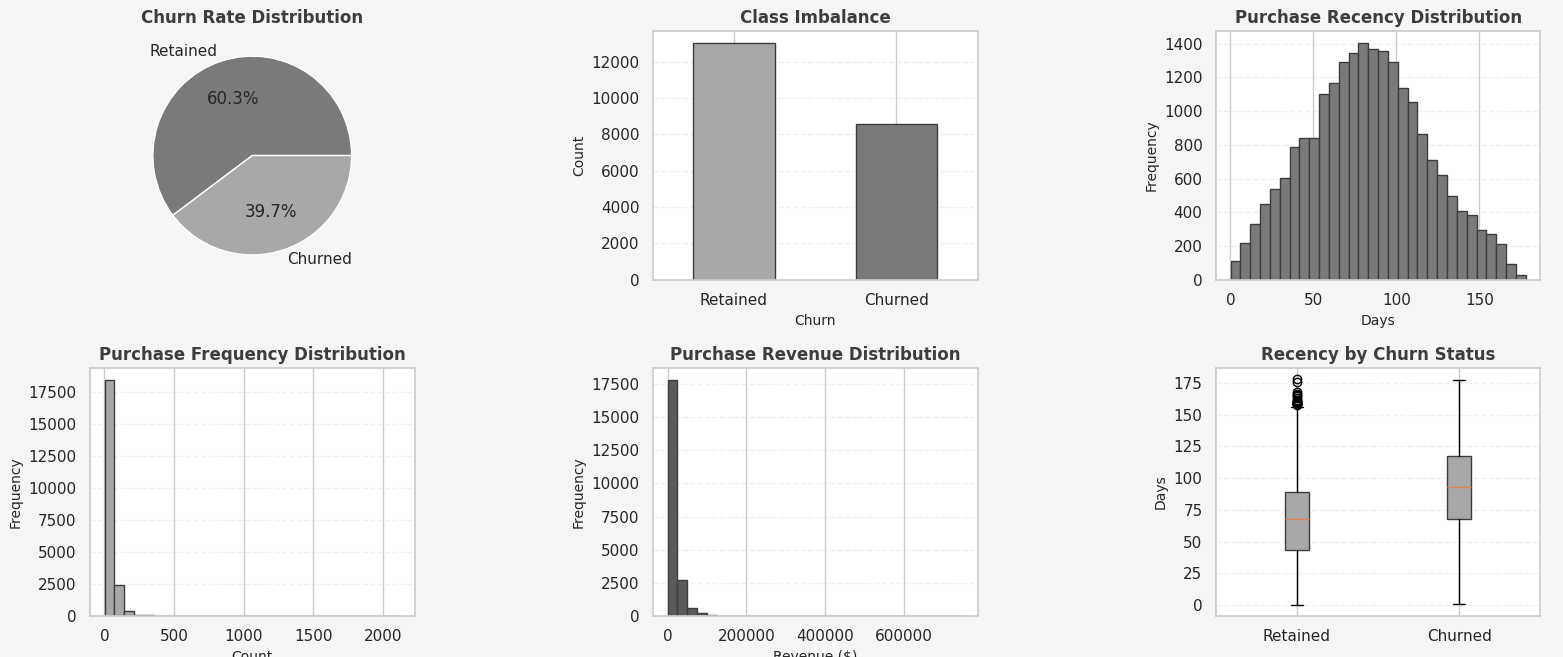 Churn Rate Distribution
Retained
60.3%
39.7%
Churned
Class Imbalance
12000
10000
8000
6000
4000
2000
0
Count
Retained Churned
Churn
Purchase Recency Distribution
1400
1200
1000
800
600
400
200
0
Frequency
0 50 100 150
Days
Purchase Frequency Distribution
17500
15000
12500
10000
7500
5000
2500
0
Frequency
0 500 1000 1500 2000
Count
Purchase Revenue Distribution
17500
15000
12500
10000
7500
5000
2500
0
Frequency
0 200000 400000 600000
Revenue ($)
Recency by Churn Status
175
150
125
100
75
50
25
0
Days
Retained Churned